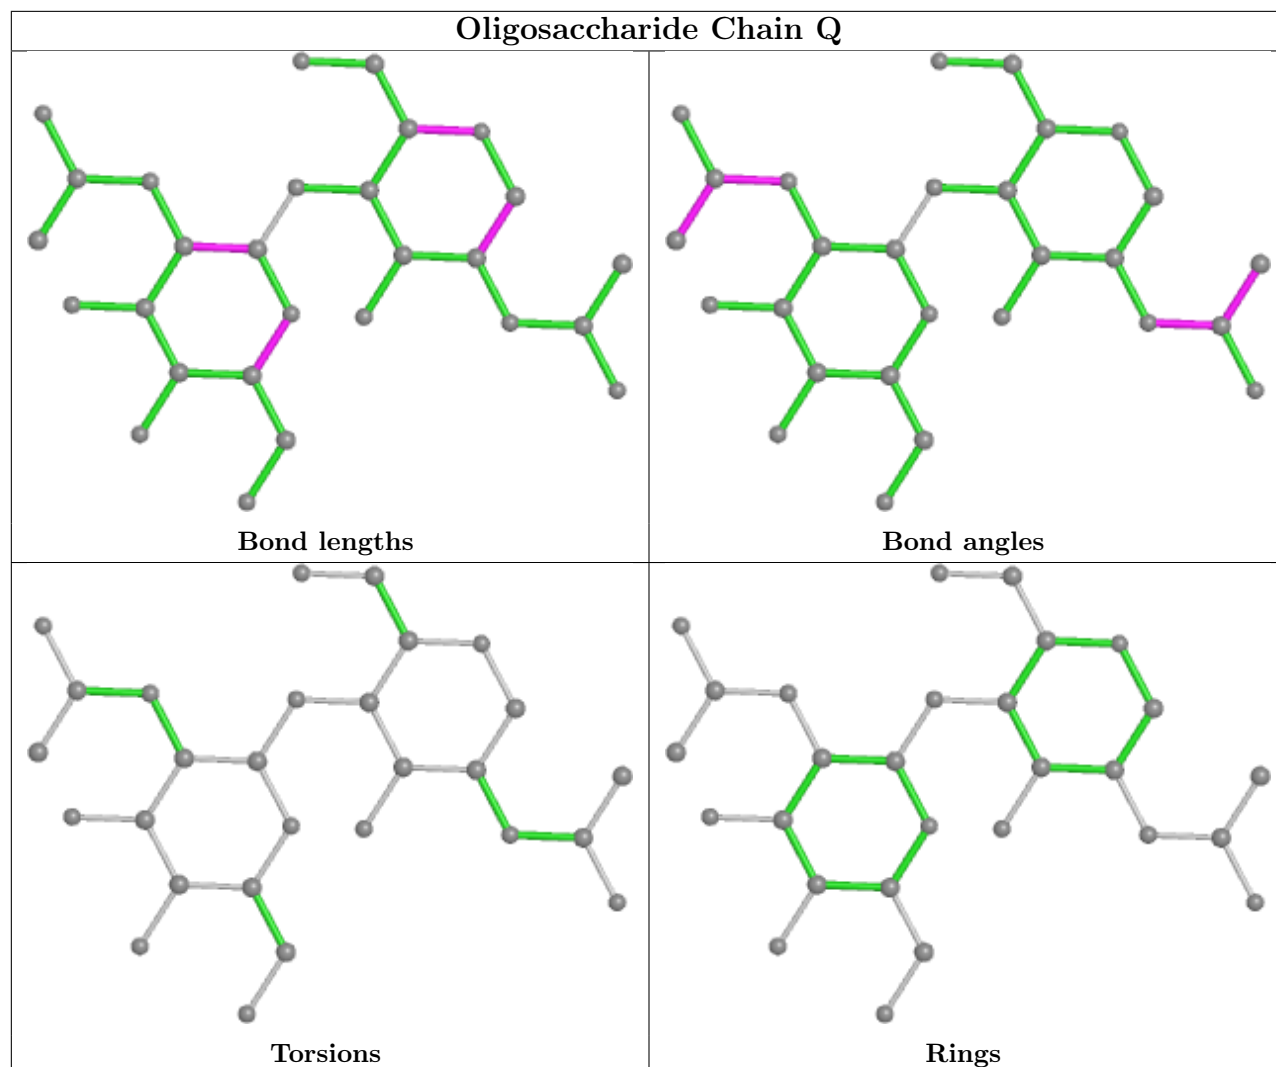 Oligosaccharide Chain Q
Bond lengths
Bond angles
Torsions
Rings